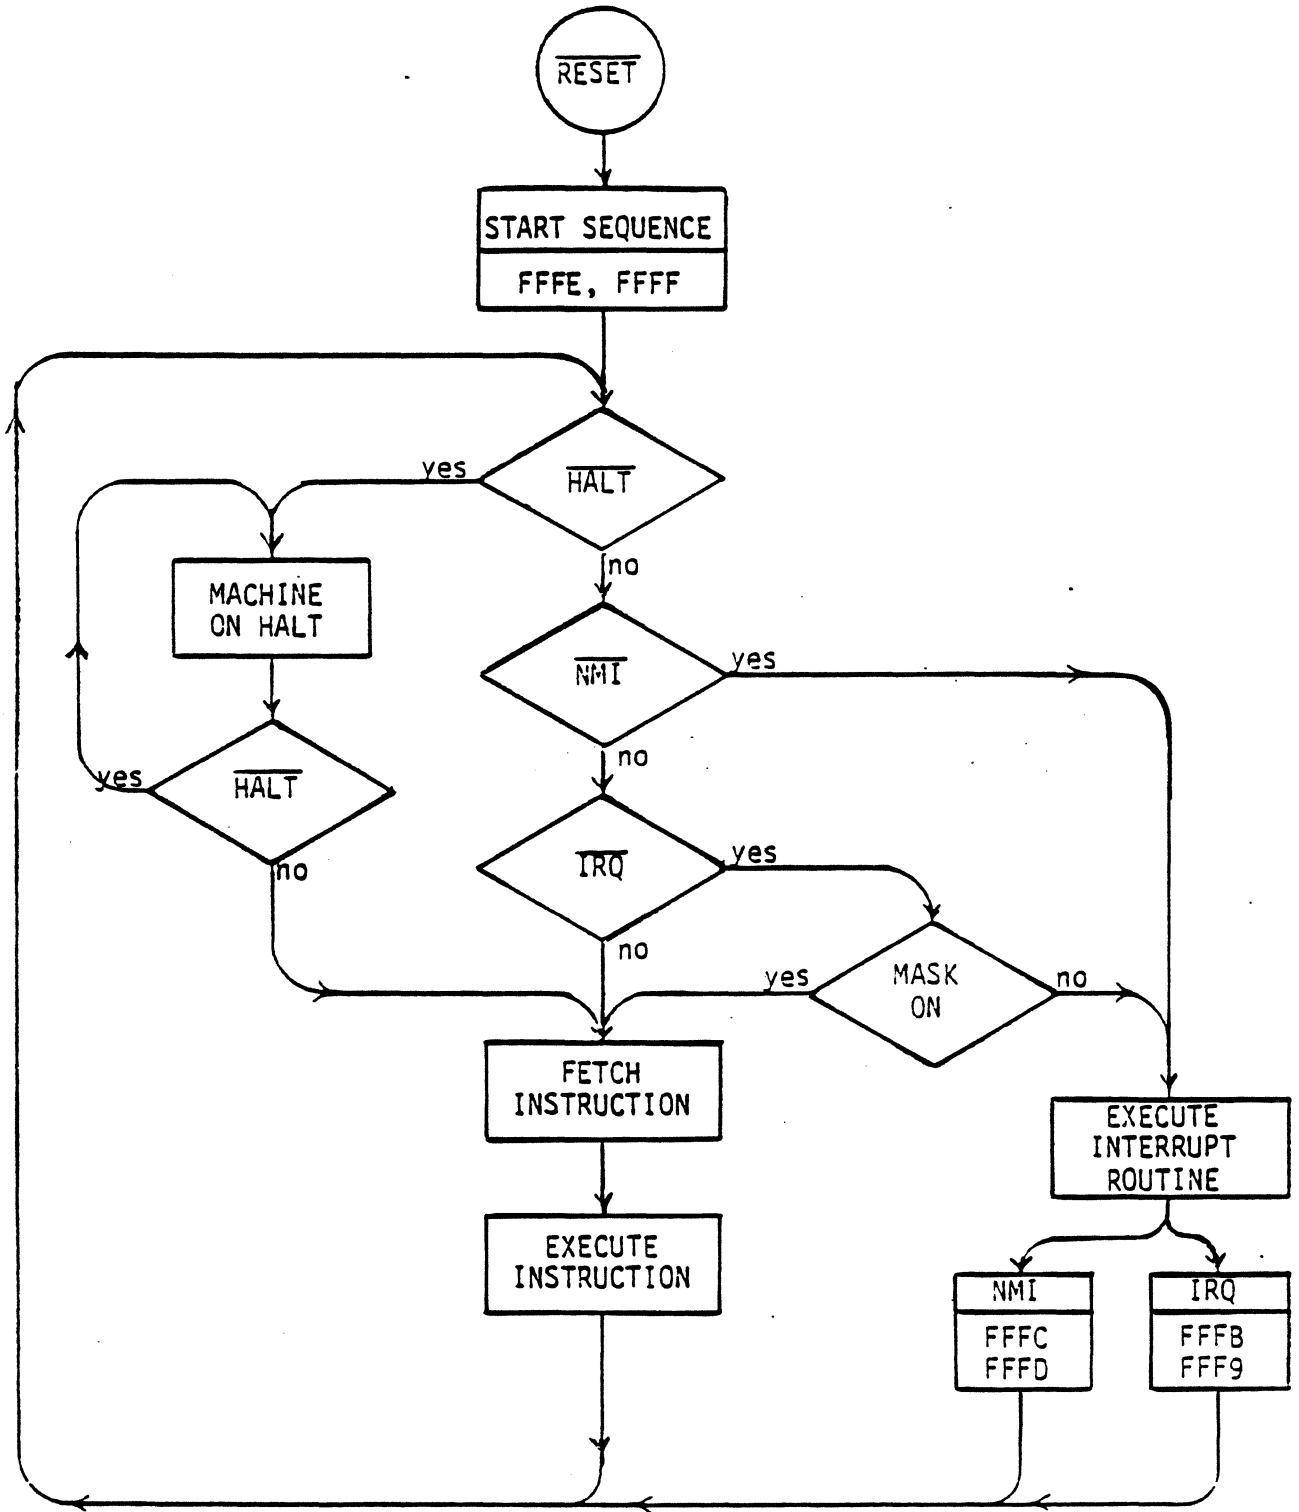 RESET
START SEQUENCE
FFFE, FFFF
HALT
yes
no
MACHINE
ON HALT
NMI
yes
no
HALT
yes
no
IRQ
yes
no
MASK
ON
yes
no
FETCH
INSTRUCTION
EXECUTE
INTERRUPT
ROUTINE
EXECUTE
INSTRUCTION
NMI
FFFC
FFFD
IRQ
FFFB
FFF9